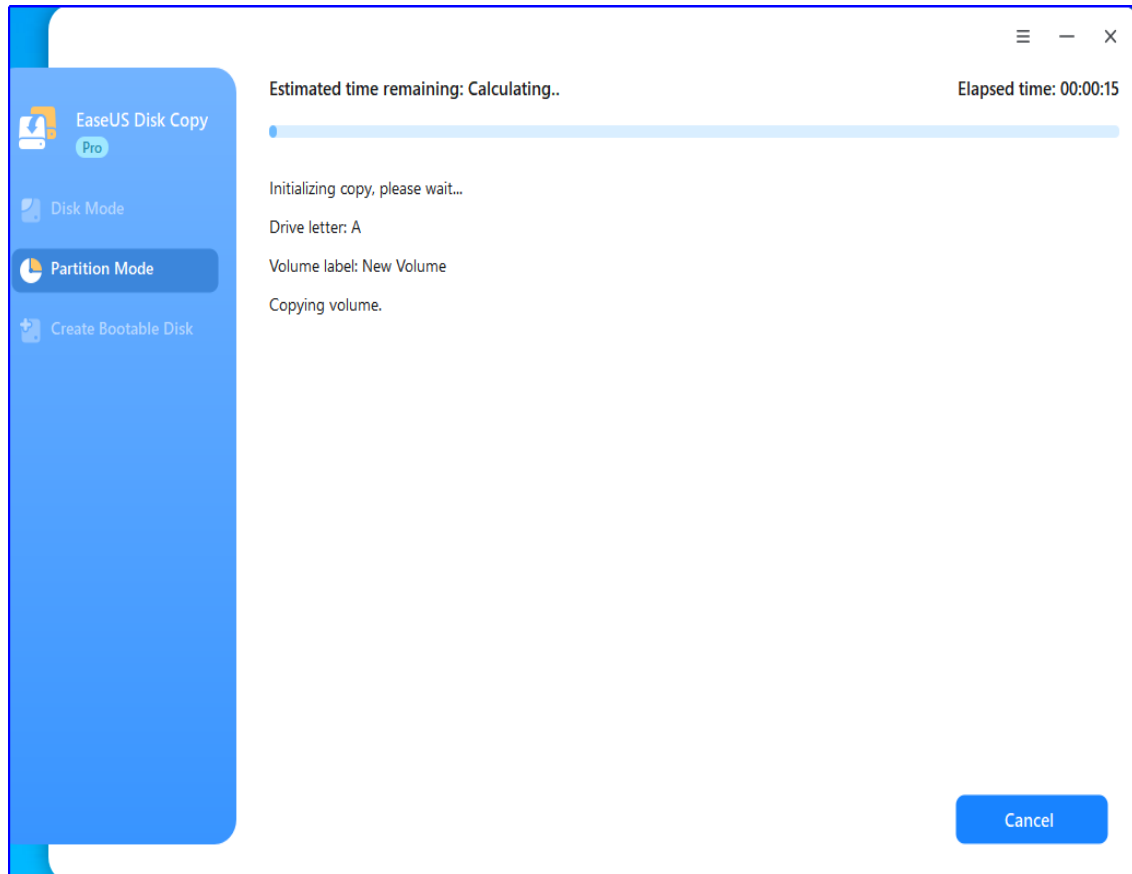 Estimated time remaining: Calculating..
Elapsed time: 00:00:15
EaseUS Disk Copy
Pro
Disk Mode
Partition Mode
Create Bootable Disk
Initializing copy, please wait...
Drive letter: A
Volume label: New Volume
Copying volume.
Cancel